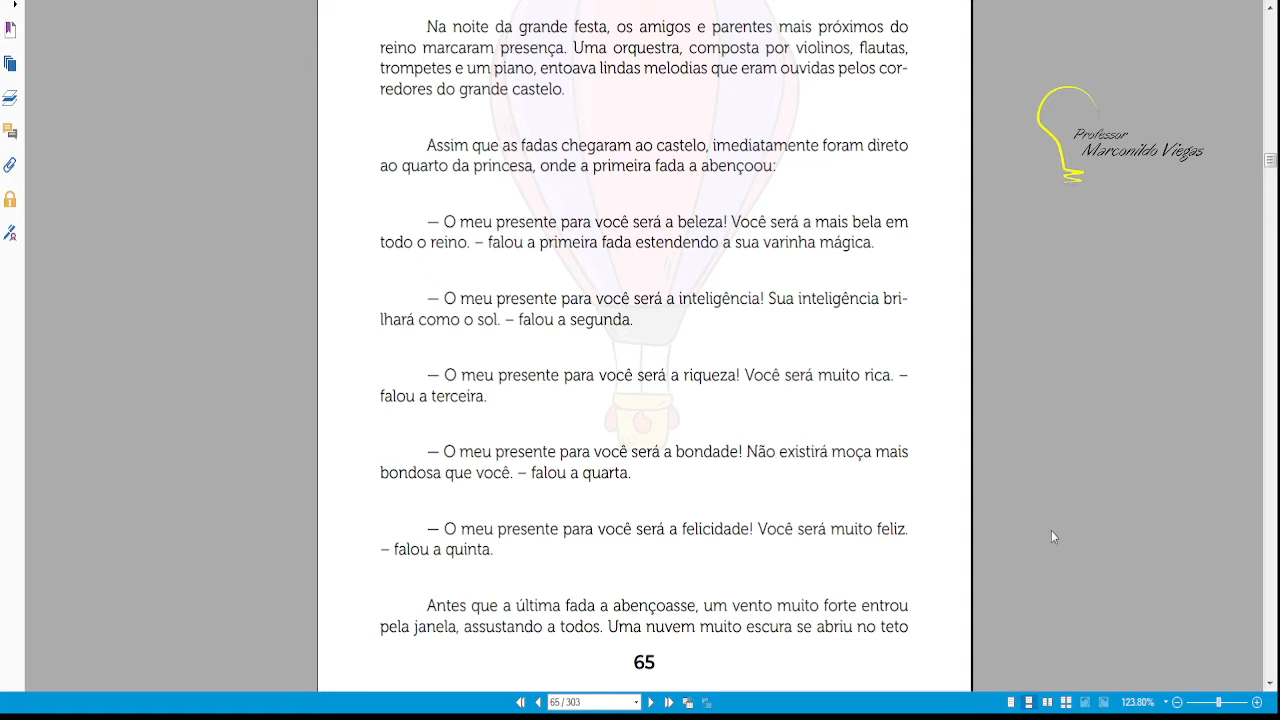 Na noite da grande festa, os amigos e parentes mais próximos do
reino marcaram presença. Uma orquestra, composta por violinos, flautas,
trompetes e um piano, entoava lindas melodias que eram ouvidas pelos cor-
redores do grande castelo.
Assim que as fadas chegaram ao castelo, imediatamente foram direto
ao quarto da princesa, onde a primeira fada a abençoou:
— O meu presente para você será a beleza! Você será a mais bela em
todo o reino. – falou a primeira fada estendendo a sua varinha mágica.
— O meu presente para você será a inteligência! Sua inteligência bri-
lhará como o sol. – falou a segunda.
— O meu presente para você será a riqueza! Você será muito rica. –
falou a terceira.
— O meu presente para você será a bondade! Não existirá moça mais
bondosa que você. – falou a quarta.
— O meu presente para você será a felicidade! Você será muito feliz.
– falou a quinta.
Antes que a última fada a abençoasse, um vento muito forte entrou
pela janela, assustando a todos. Uma nuvem muito escura se abriu no teto
65
Professor
Marconildo Viegas
65 / 303
123.80%